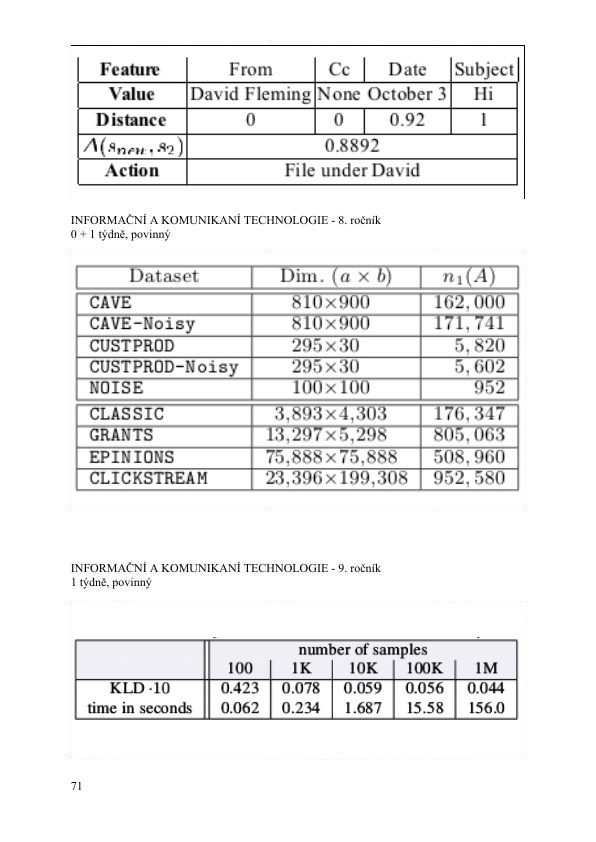 Feature From Cc Date Subject
Value David Fleming None October 3 Hi
Distance 0 0 0.92 1
Λ(s_new, s_2) 0.8892
Action File under David
INFORMAČNÍ A KOMUNIKANÍ TECHNOLOGIE - 8. ročník
0 + 1 týdně, povinný
Dataset Dim. (a × b) n₁(A)
CAVE 810×900 162,000
CAVE-Noisy 810×900 171,741
CUSTPROD 295×30 5,820
CUSTPROD-Noisy 295×30 5,602
NOISE 100×100 952
CLASSIC 3,893×4,303 176,347
GRANTS 13,297×5,298 805,063
EPINIONS 75,888×75,888 508,960
CLICKSTREAM 23,396×199,308 952,580
INFORMAČNÍ A KOMUNIKANÍ TECHNOLOGIE - 9. ročník
1 týdně, povinný
number of samples
100 1K 10K 100K 1M
KLD ·10 0.423 0.078 0.059 0.056 0.044
time in seconds 0.062 0.234 1.687 15.58 156.0
71